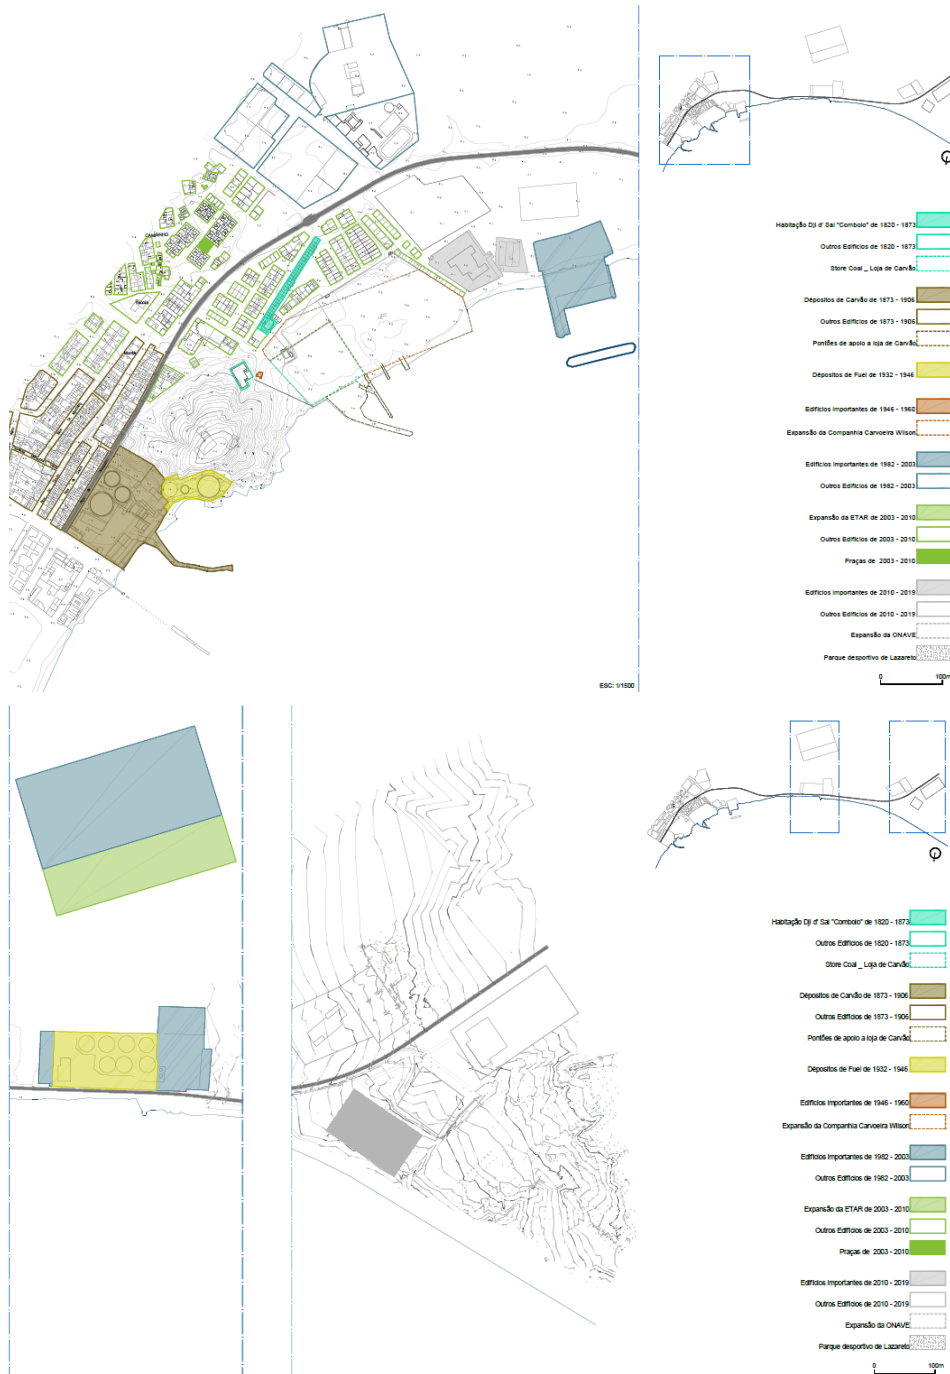 Habitação Dji d' Sal "Comboio" de 1820 - 1873
Outros Edifícios de 1820 - 1873
Store Coal _ Loja de Carvão
Dépositos de Carvão de 1873 - 1906
Outros Edifícios de 1873 - 1906
Pontões de apoio a loja de Carvão
Dépositos de Fuel de 1932 - 1946
Edifícios Importantes de 1946 - 1960
Expansão da Companhia Carvoeira Wilson
Edifícios Importantes de 1982 - 2003
Outros Edifícios de 1982 - 2003
Expansão da ETAR de 2003 - 2010
Outros Edifícios de 2003 - 2010
Praças de 2003 - 2010
Edifícios Importantes de 2010 - 2019
Outros Edifícios de 2010 - 2019
Expansão da ONAVE
Parque desportivo de Lazareto
0 100m
ESC: 1/1500
Habitação Dji d' Sal "Comboio" de 1820 - 1873
Outros Edifícios de 1820 - 1873
Store Coal _ Loja de Carvão
Dépositos de Carvão de 1873 - 1906
Outros Edifícios de 1873 - 1906
Pontões de apoio a loja de Carvão
Dépositos de Fuel de 1932 - 1946
Edifícios Importantes de 1946 - 1960
Expansão da Companhia Carvoeira Wilson
Edifícios Importantes de 1982 - 2003
Outros Edifícios de 1982 - 2003
Expansão da ETAR de 2003 - 2010
Outros Edifícios de 2003 - 2010
Praças de 2003 - 2010
Edifícios Importantes de 2010 - 2019
Outros Edifícios de 2010 - 2019
Expansão da ONAVE
Parque desportivo de Lazareto
0 100m